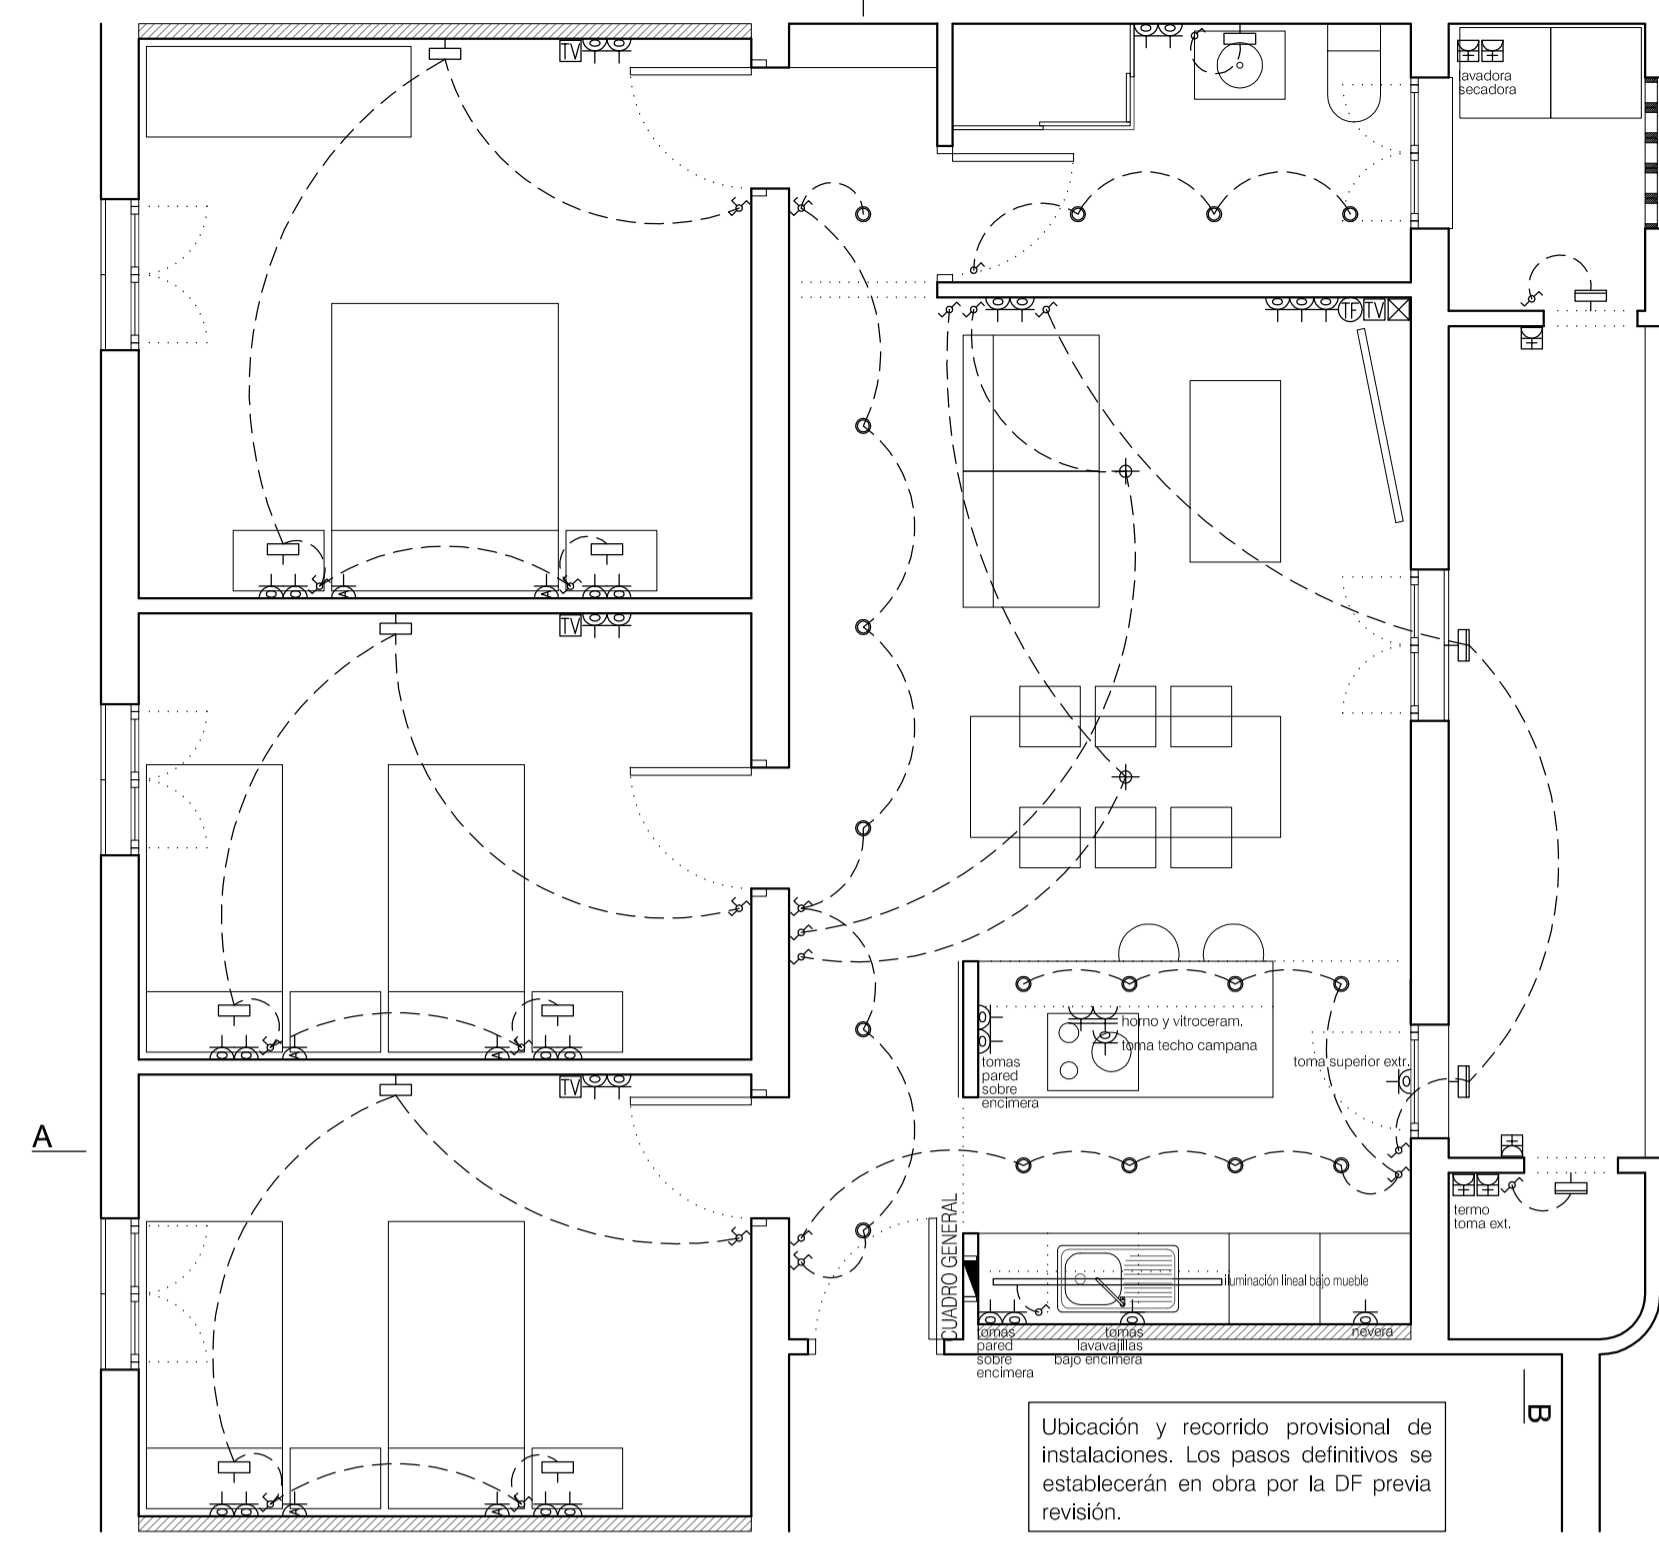 TV
lavadora
secadora
TF TV
A A
TV
horno y vitroceram.
toma techo campana
tomas
pared
sobre
encimera
toma superior extr.
A A
TV
A
CUADRO GENERAL
termo
toma ext.
iluminación lineal bajo mueble
tomas
pared
sobre
encimera
tomas
lavavajillas
bajo encimera
nevera
B
A A
Ubicación y recorrido provisional de
instalaciones. Los pasos definitivos se
establecerán en obra por la DF previa
revisión.